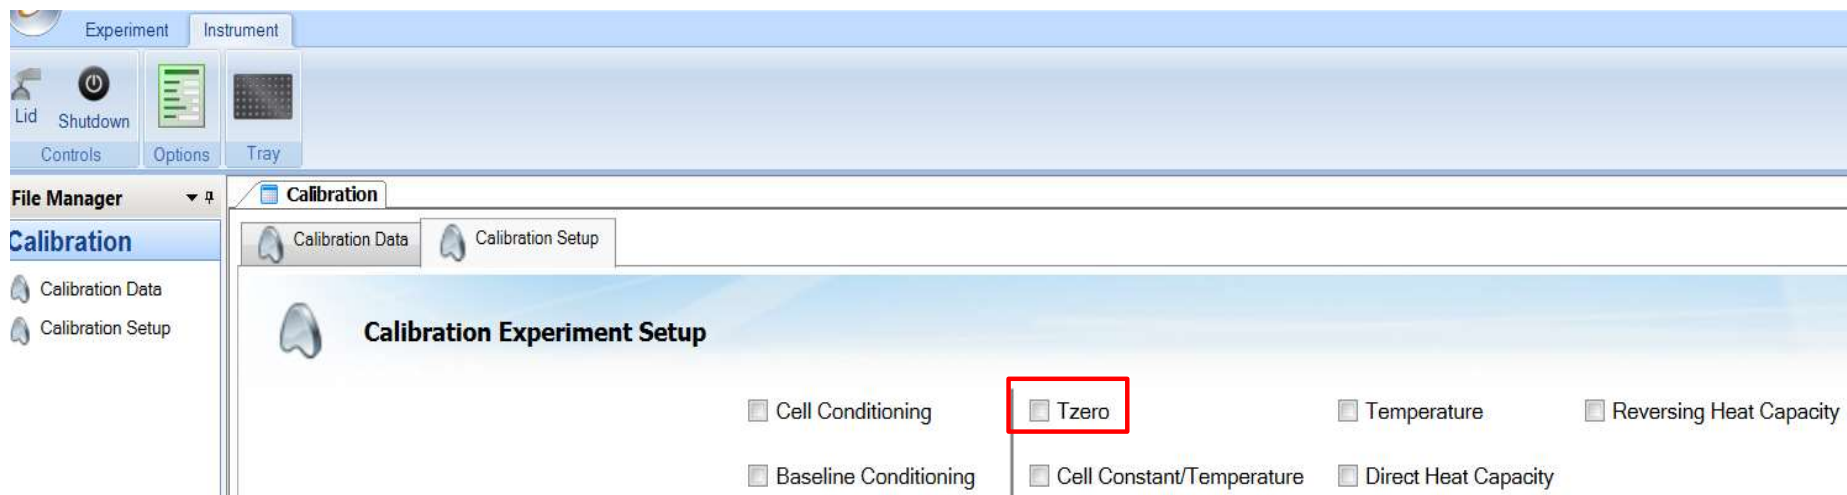 Experiment Instrument
Lid Shutdown
Controls Options Tray
File Manager Calibration
Calibration Calibration Data Calibration Setup
Calibration Data
Calibration Setup
Calibration Experiment Setup
Cell Conditioning Tzero Temperature Reversing Heat Capacity
Baseline Conditioning Cell Constant/Temperature Direct Heat Capacity